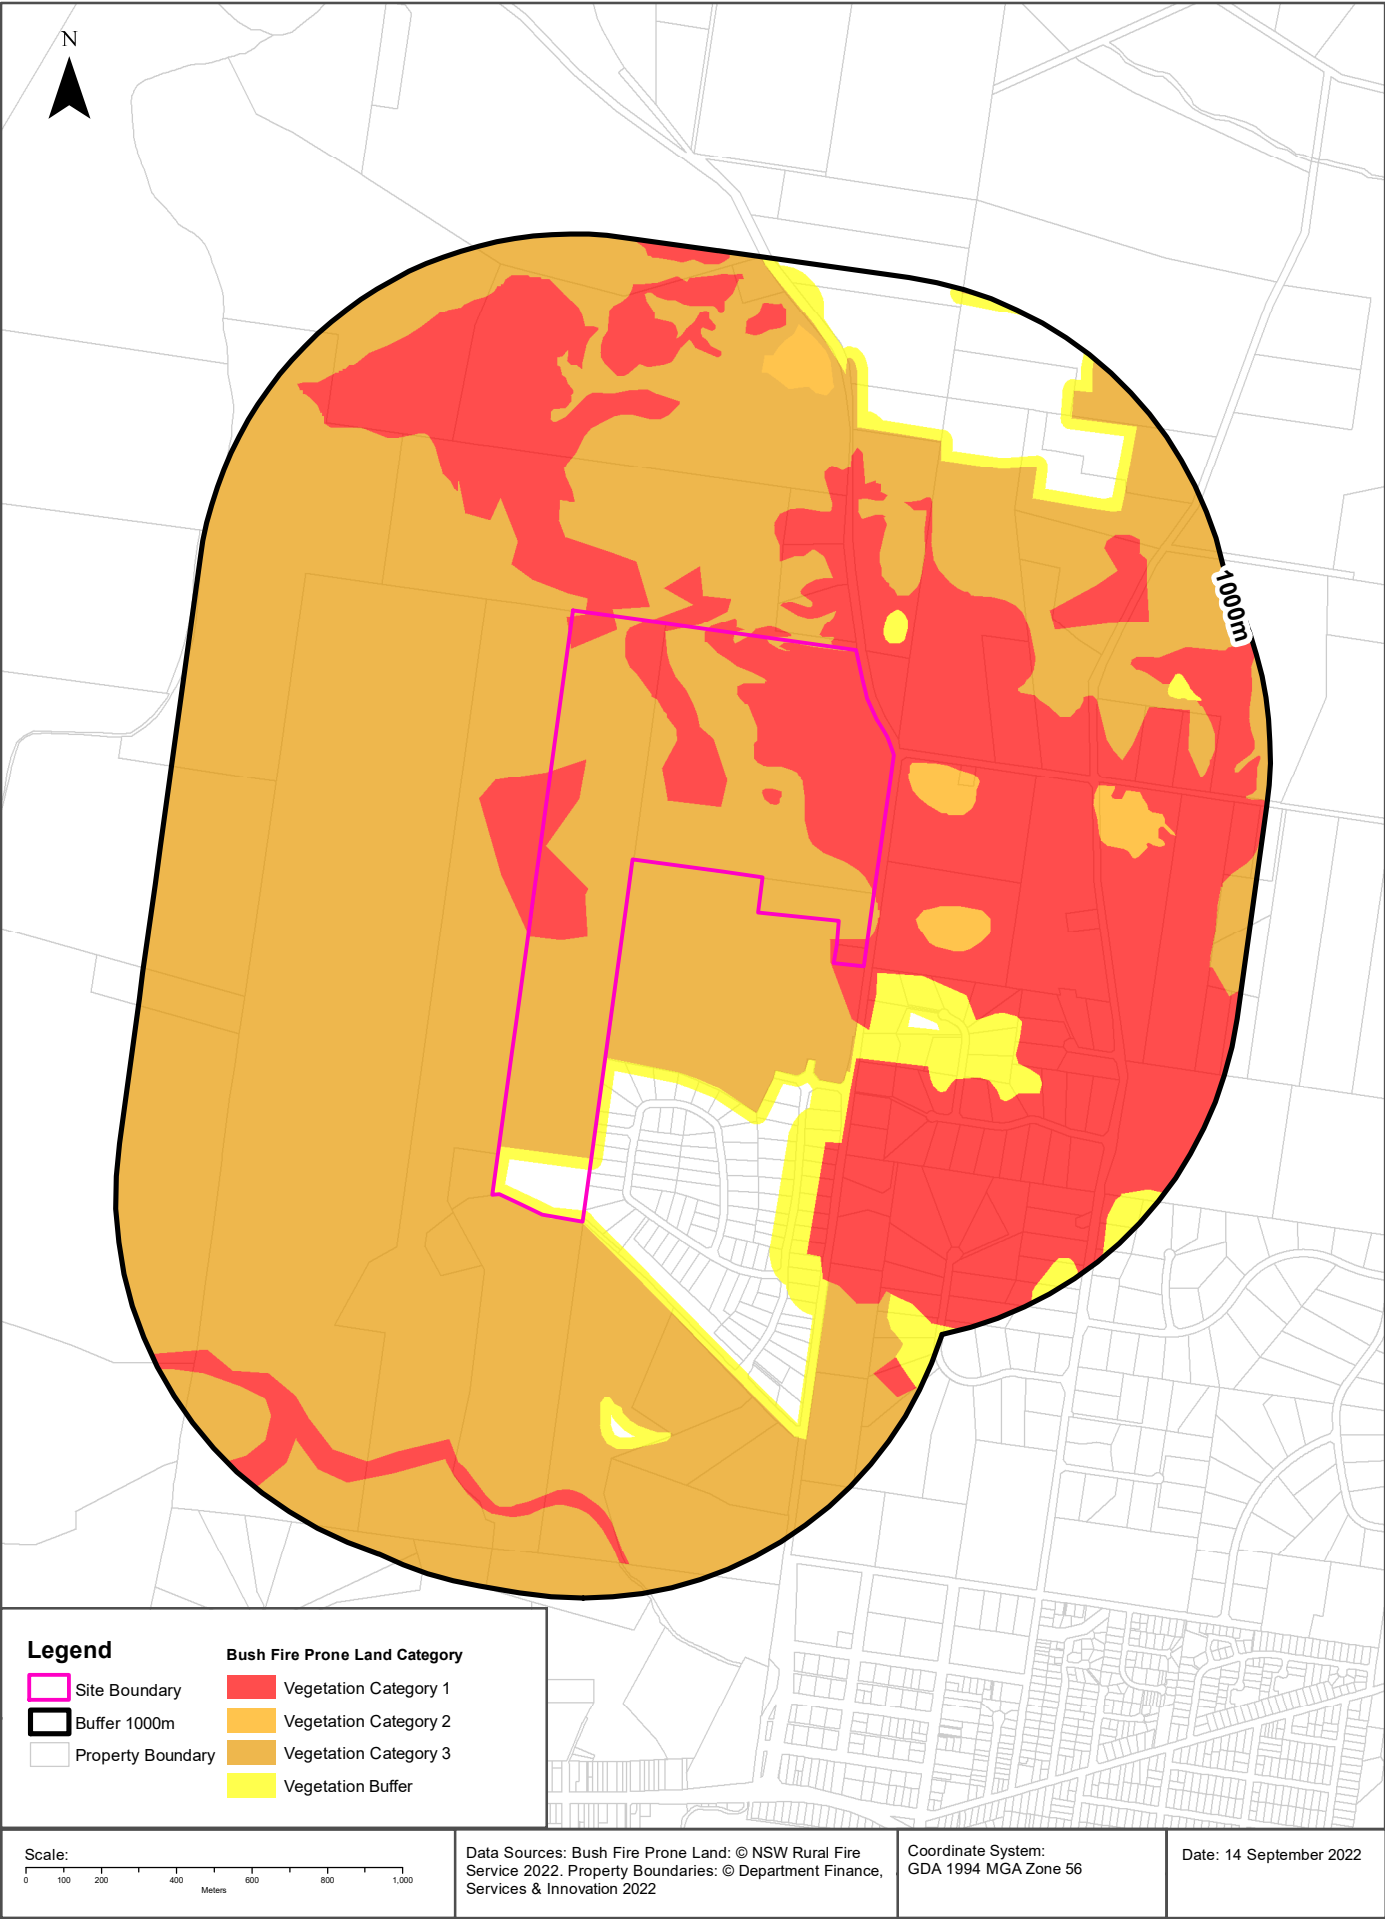 N
1000m
Legend
Site Boundary
Buffer 1000m
Property Boundary
Bush Fire Prone Land Category
Vegetation Category 1
Vegetation Category 2
Vegetation Category 3
Vegetation Buffer
Scale:
0 100 200 400 600 800 1,000
Meters
Data Sources: Bush Fire Prone Land: © NSW Rural Fire
Service 2022. Property Boundaries: © Department Finance,
Services & Innovation 2022
Coordinate System:
GDA 1994 MGA Zone 56
Date: 14 September 2022